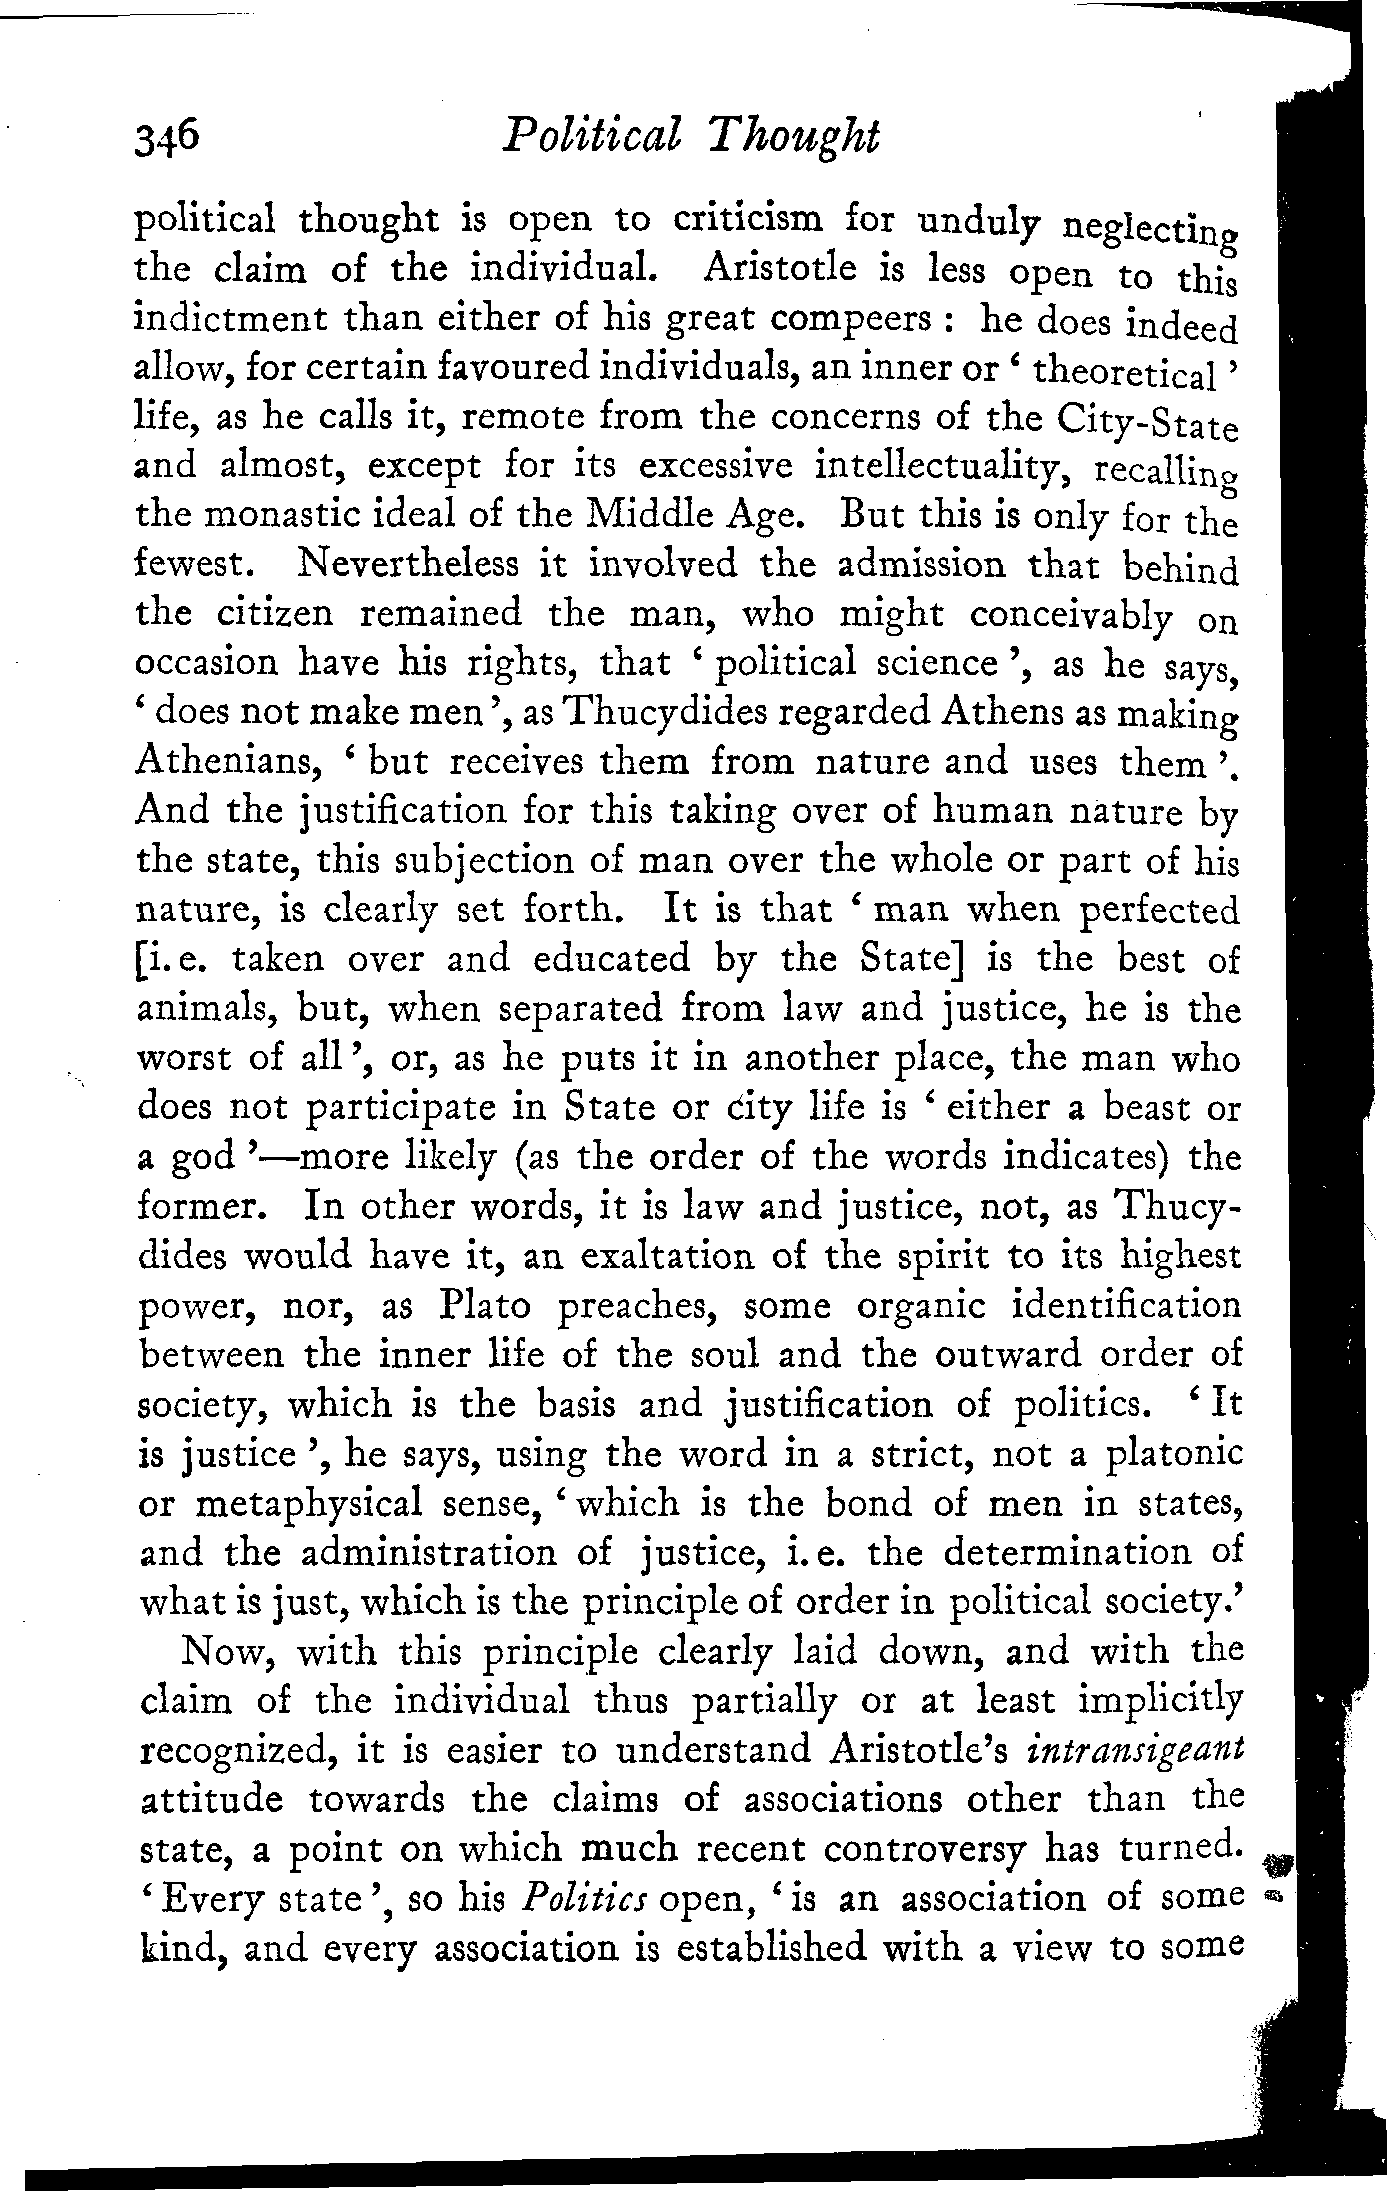 346 Political Thought
political thought is open to criticism for unduly neglecting
the claim of the individual. Aristotle is less open to this
indictment than either of his great compeers : he does indeed
allow, for certain favoured individuals, an inner or ‘ theoretical ’
life, as he calls it, remote from the concerns of the City-State
and almost, except for its excessive intellectuality, recalling
the monastic ideal of the Middle Age. But this is only for the
fewest. Nevertheless it involved the admission that behind
the citizen remained the man, who might conceivably on
occasion have his rights, that ‘ political science ’, as he says,
‘ does not make men ’, as Thucydides regarded Athens as making
Athenians, ‘ but receives them from nature and uses them ’.
And the justification for this taking over of human nature by
the state, this subjection of man over the whole or part of his
nature, is clearly set forth. It is that ‘ man when perfected
[i. e. taken over and educated by the State] is the best of
animals, but, when separated from law and justice, he is the
worst of all ’, or, as he puts it in another place, the man who
does not participate in State or city life is ‘ either a beast or
a god ’—more likely (as the order of the words indicates) the
former. In other words, it is law and justice, not, as Thucy-
dides would have it, an exaltation of the spirit to its highest
power, nor, as Plato preaches, some organic identification
between the inner life of the soul and the outward order of
society, which is the basis and justification of politics. ‘ It
is justice ’, he says, using the word in a strict, not a platonic
or metaphysical sense, ‘ which is the bond of men in states,
and the administration of justice, i. e. the determination of
what is just, which is the principle of order in political society.’
Now, with this principle clearly laid down, and with the
claim of the individual thus partially or at least implicitly
recognized, it is easier to understand Aristotle’s intransigeant
attitude towards the claims of associations other than the
state, a point on which much recent controversy has turned.
‘ Every state ’, so his Politics open, ‘ is an association of some
kind, and every association is established with a view to some